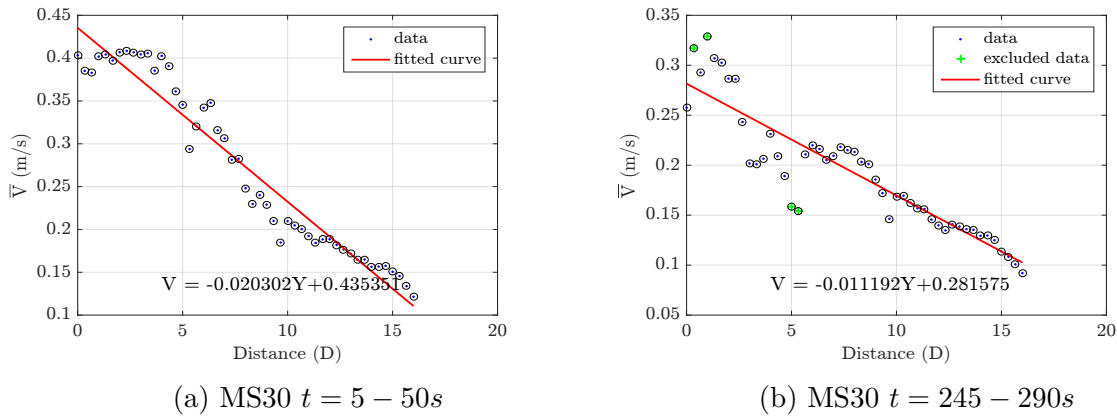 0.45
0.4
0.35
0.3
0.25
0.2
0.15
0.1
V̅ (m/s)
data
fitted curve
V = -0.020302Y+0.435351
0 5 10 15 20
Distance (D)
(a) MS30 t = 5 − 50s
0.35
0.3
0.25
0.2
0.15
0.1
0.05
V̅ (m/s)
data
excluded data
fitted curve
V = -0.011192Y+0.281575
0 5 10 15 20
Distance (D)
(b) MS30 t = 245 − 290s